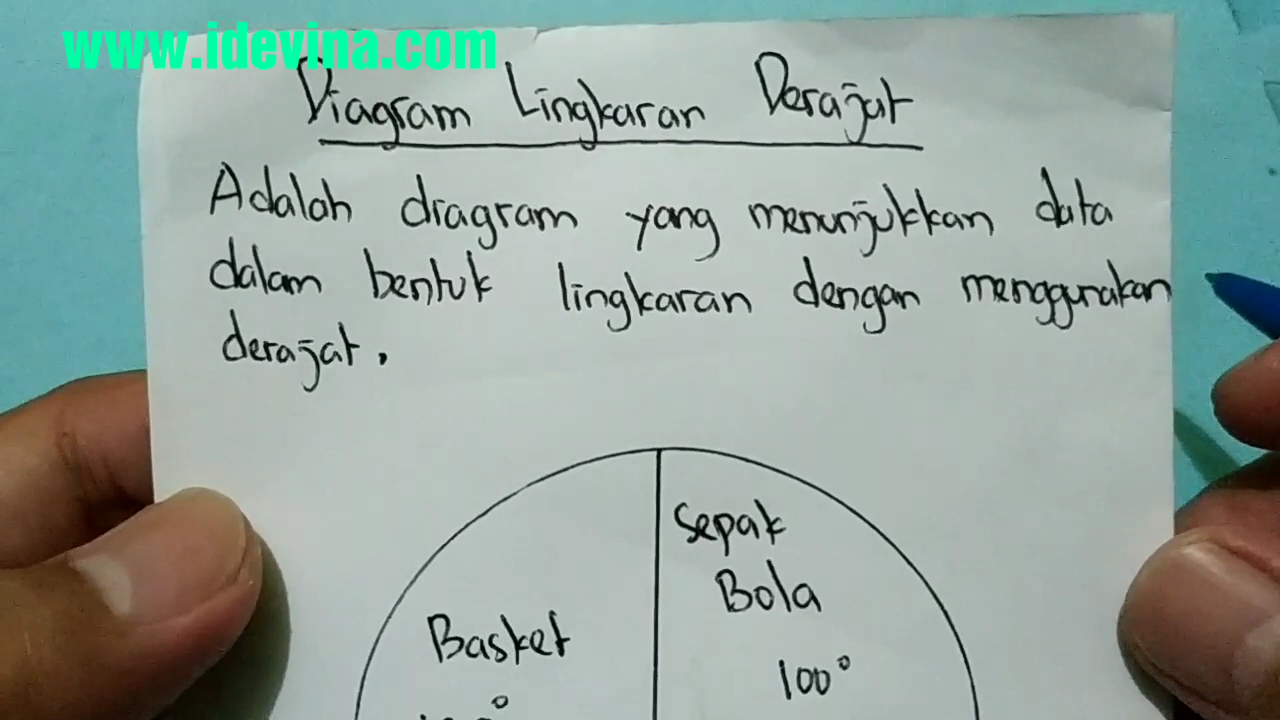 www.idevina.com
Diagram Lingkaran Derajat
Adalah diagram yang menunjukkan data
dalam bentuk lingkaran dengan menggunakan
derajat.
Sepak
Bola
Basket
100°